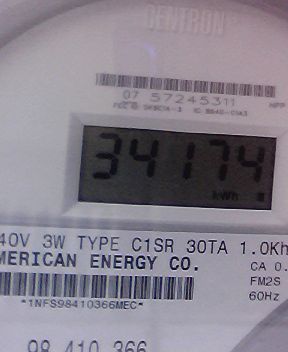 CENTRON
07 57245311
34174
kWh
40V 3W TYPE C1SR 30TA 1.0Kh
MERICAN ENERGY CO.
CA 0.
FM2S
60Hz
*1NFS98410366MEC*
98 410 366